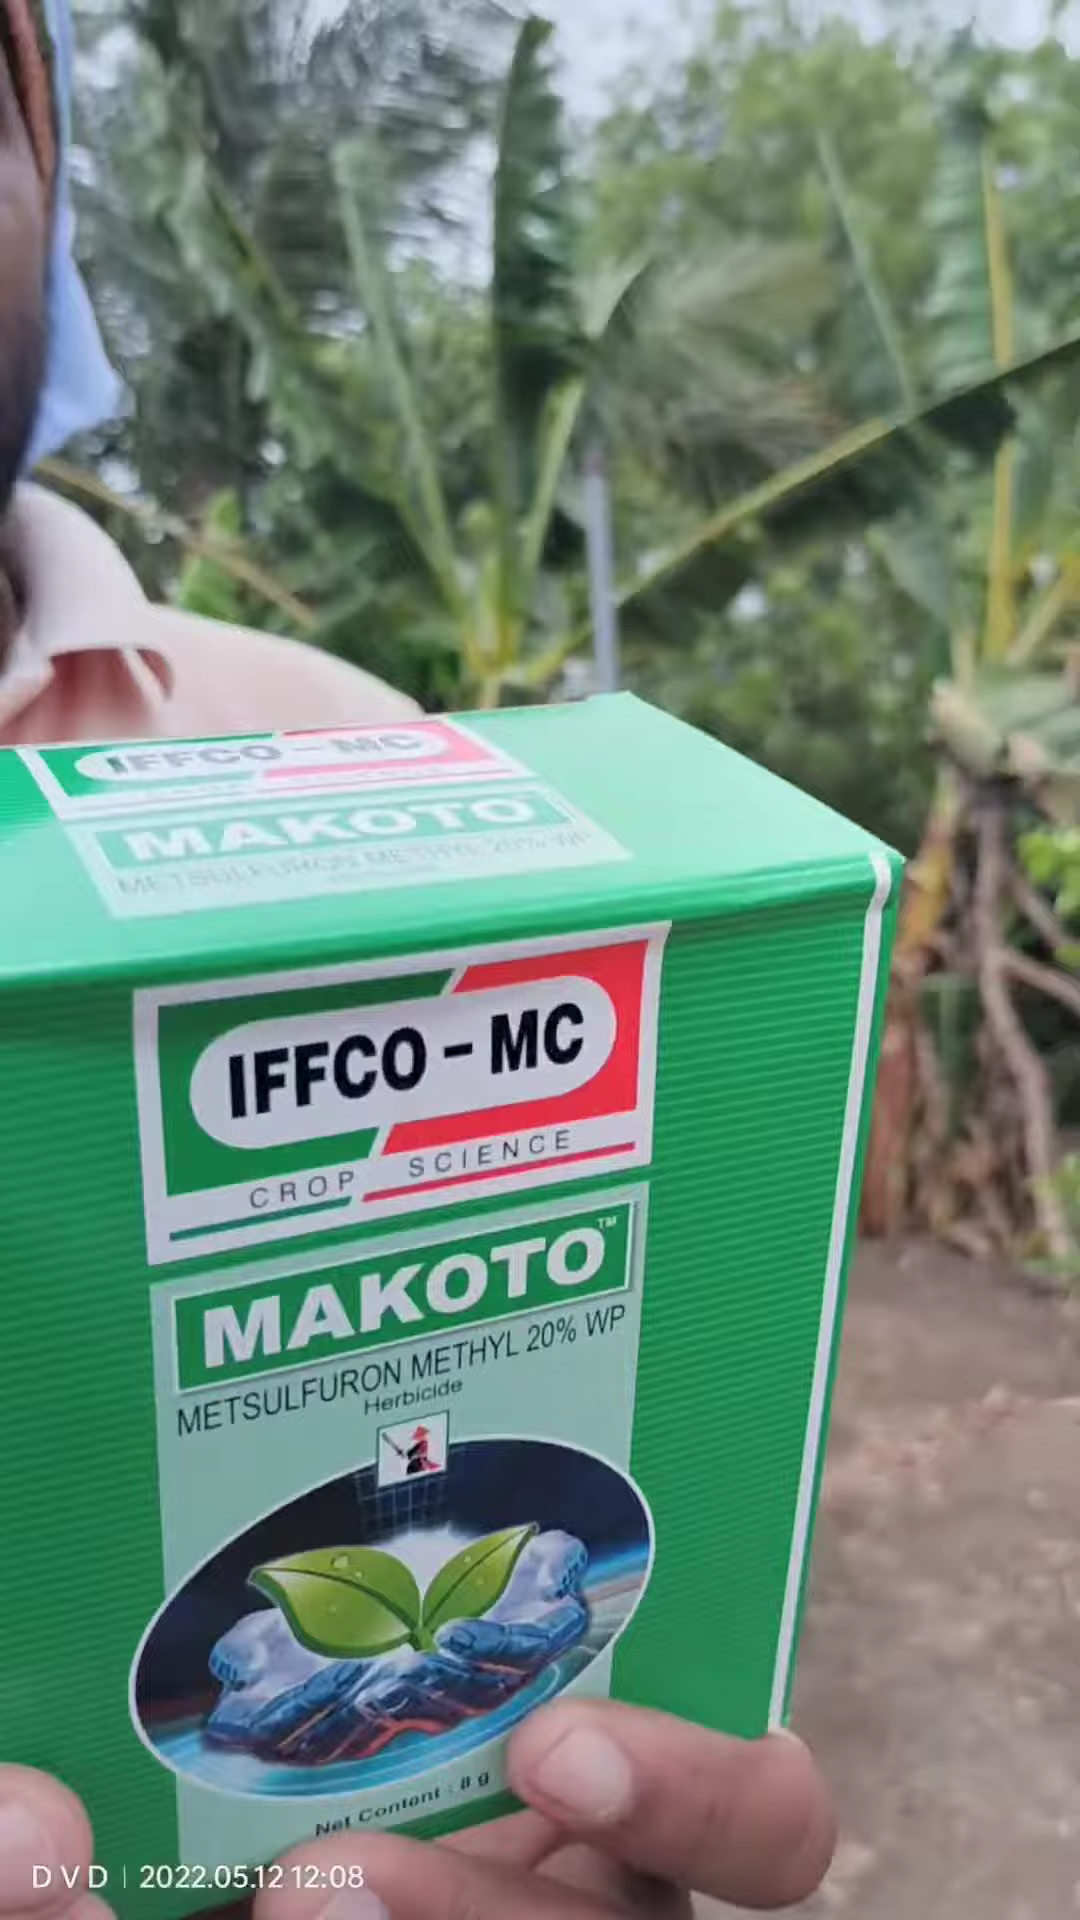 IFFCO - MC
MAKOTO
METSULFURON METHYL 20% WP
IFFCO - MC
CROP SCIENCE
MAKOTO™
METSULFURON METHYL 20% WP
Herbicide
Net Content : 8 g
D V D | 2022.05.12 12:08